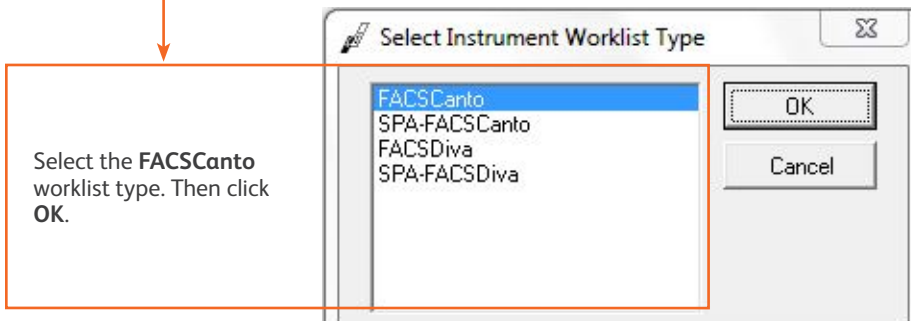 Select Instrument Worklist Type
FACSCanto
SPA-FACSCanto
FACSDiva
SPA-FACSDiva
OK
Cancel
Select the FACSCanto
worklist type. Then click
OK.